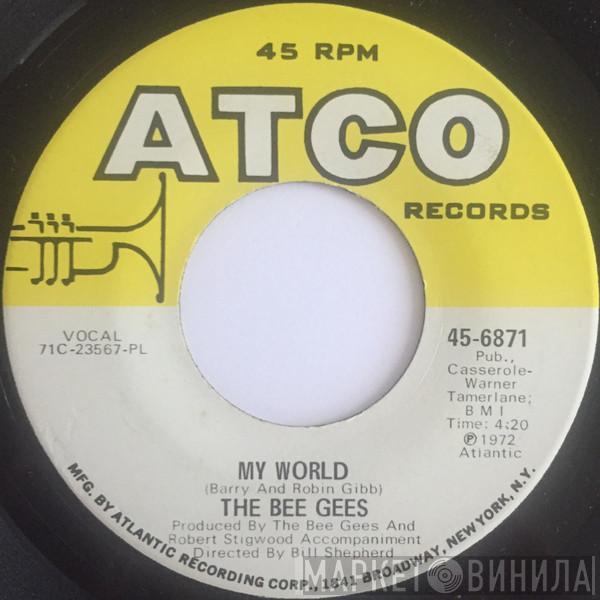 45 RPM
ATCO
RECORDS
VOCAL
71C-23567-PL
45-6871
Pub.,
Casserole-
Warner
Tamerlane;
BMI
Time: 4:20
℗1972
Atlantic
MY WORLD
(Barry And Robin Gibb)
THE BEE GEES
Produced By The Bee Gees And
Robert Stigwood Accompaniment
Directed By Bill Shepherd
MFG. BY ATLANTIC RECORDING CORP., 1841 BROADWAY, NEW YORK, N.Y.
МАРКЕТ ВИНИЛА